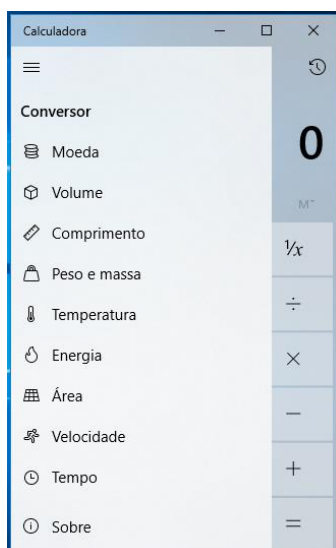 Calculadora
Conversor
0
Moeda
Volume
M˅
Comprimento
¹/x
Peso e massa
÷
Temperatura
Energia
×
Área
−
Velocidade
Tempo
+
Sobre
=